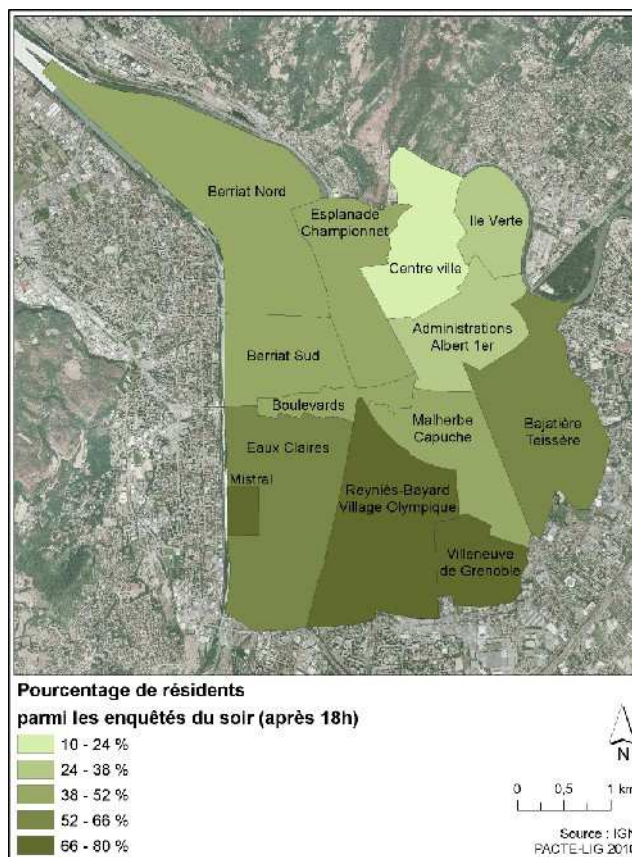 Berriat Nord
Esplanade
Championnet
Ile Verte
Centre ville
Administrations
Albert 1er
Berriat Sud
Boulevards
Malherbe
Capuche
Bajatière
Teissère
Eaux Claires
Mistral
Reyniès-Bayard
Village Olympique
Villeneuve
de Grenoble
Pourcentage de résidents
parmi les enquêtés du soir (après 18h)
10 - 24 %
24 - 38 %
38 - 52 %
52 - 66 %
66 - 80 %
N
0 0,5 1 km
Source : IGN
PACTE-LIG 2010